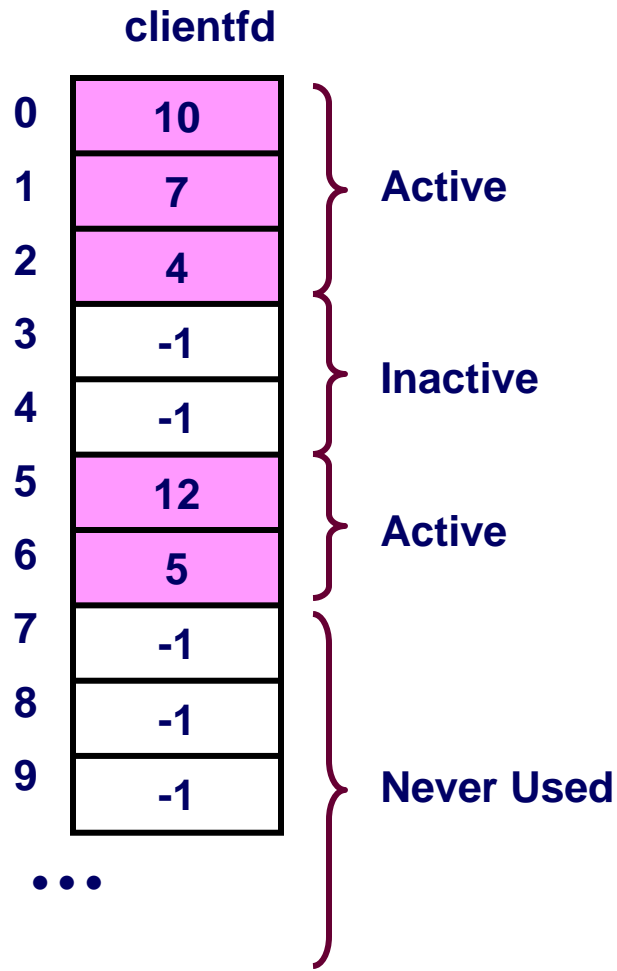 clientfd
0 10
1 7 Active
2 4
3 -1
4 -1 Inactive
5 12
6 5 Active
7 -1
8 -1
9 -1 Never Used
•••